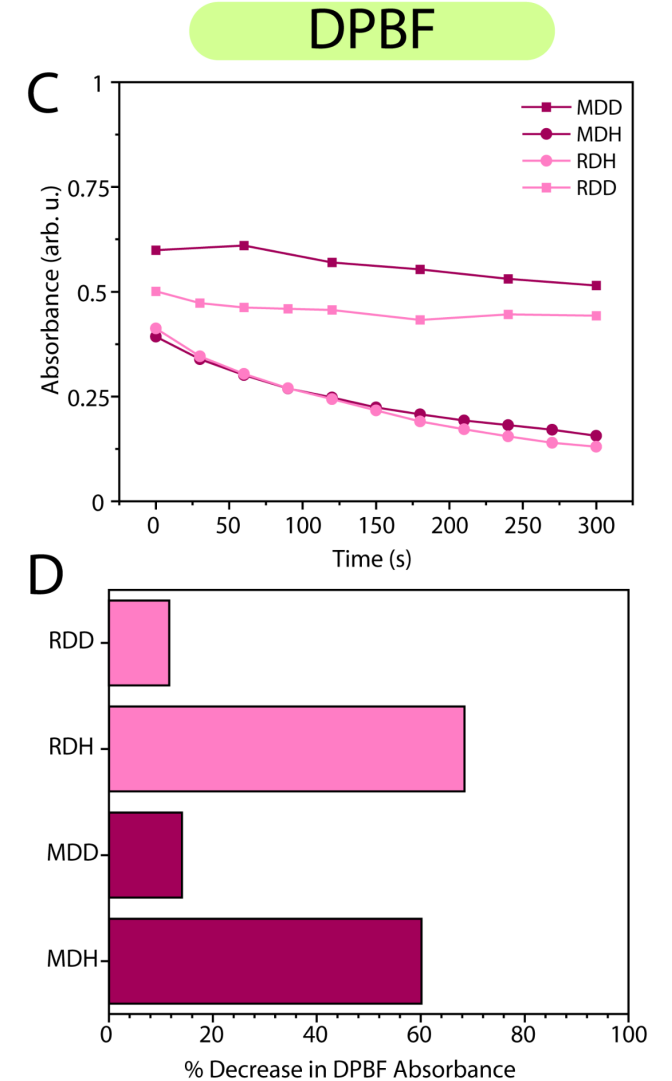 DPBF
C
1
0.75
0.5
0.25
0
Absorbance (arb. u.)
MDD
MDH
RDH
RDD
0 50 100 150 200 250 300
Time (s)
D
RDD
RDH
MDD
MDH
0 20 40 60 80 100
% Decrease in DPBF Absorbance